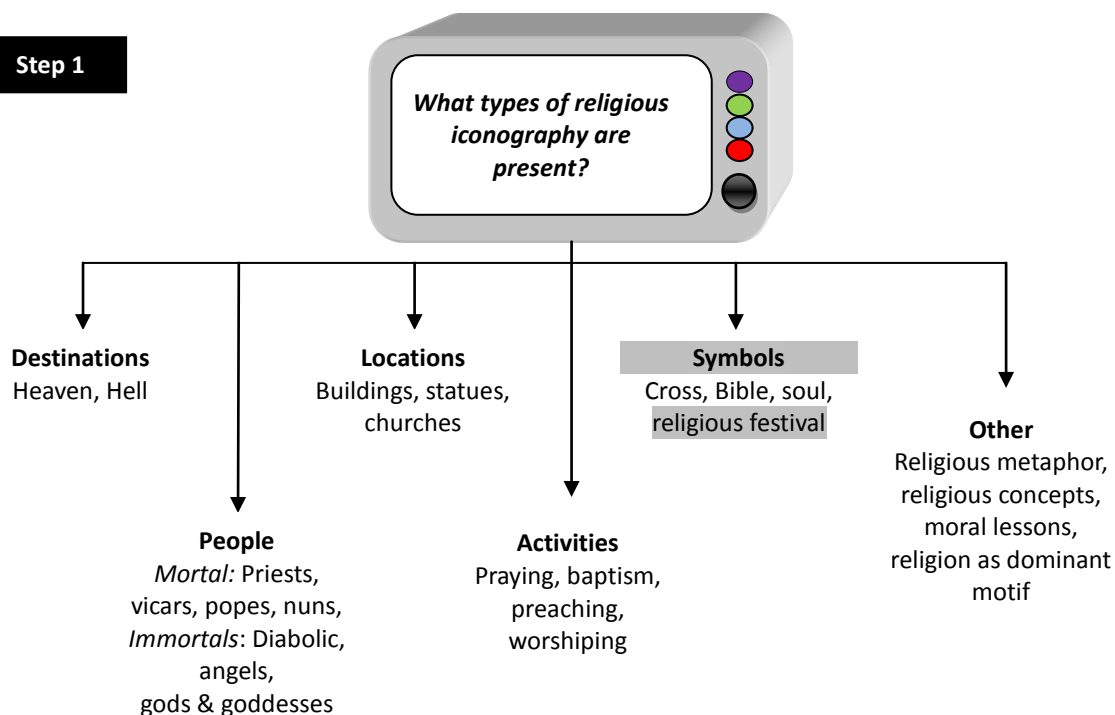 Step 1
What types of religious
iconography are
present?
Destinations
Heaven, Hell
Locations
Buildings, statues,
churches
Symbols
Cross, Bible, soul,
religious festival
Other
Religious metaphor,
religious concepts,
moral lessons,
religion as dominant
motif
People
Mortal: Priests,
vicars, popes, nuns,
Immortals: Diabolic,
angels,
gods & goddesses
Activities
Praying, baptism,
preaching,
worshiping